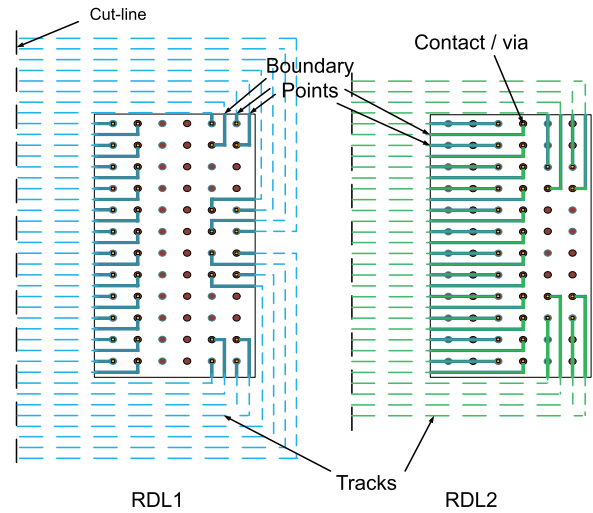 Cut-line
Contact / via
Boundary
Points
Tracks
RDL1
RDL2